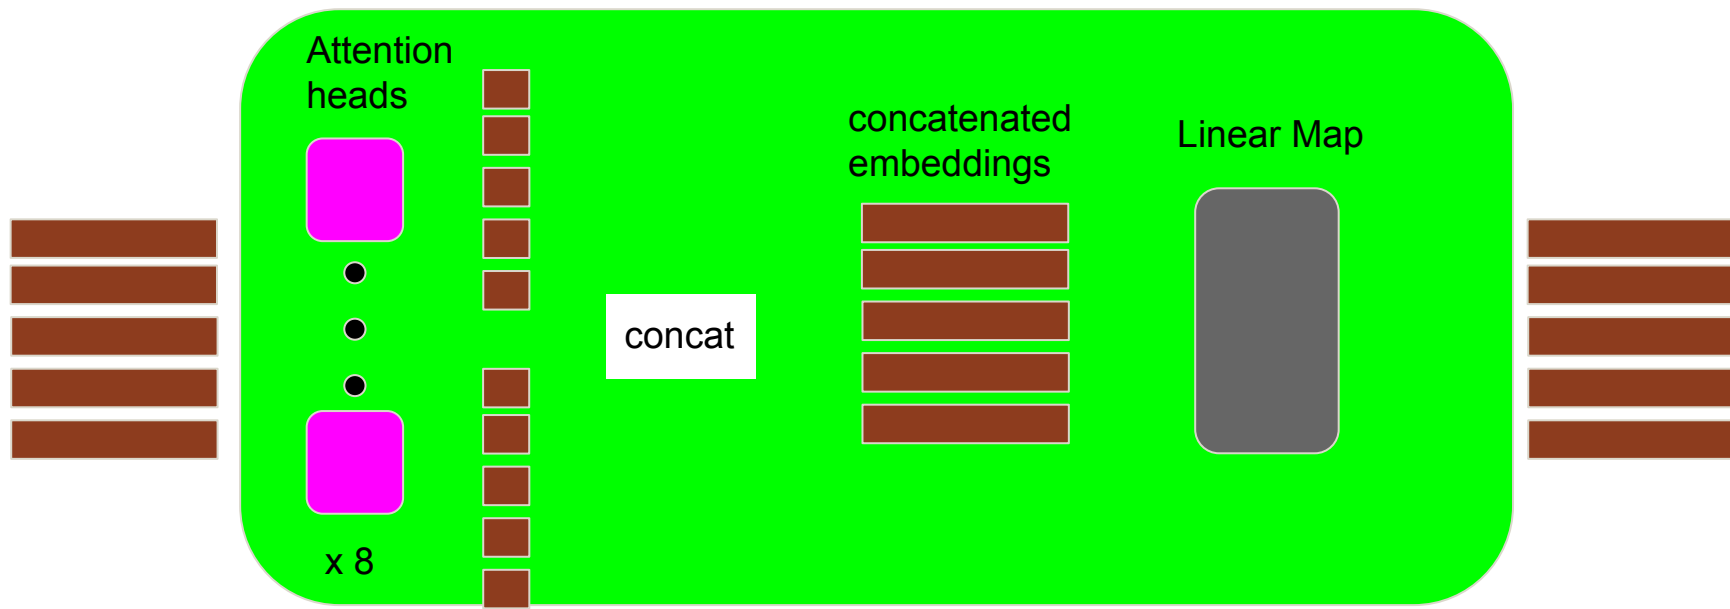 Attention
heads
x 8
concat
concatenated
embeddings
Linear Map